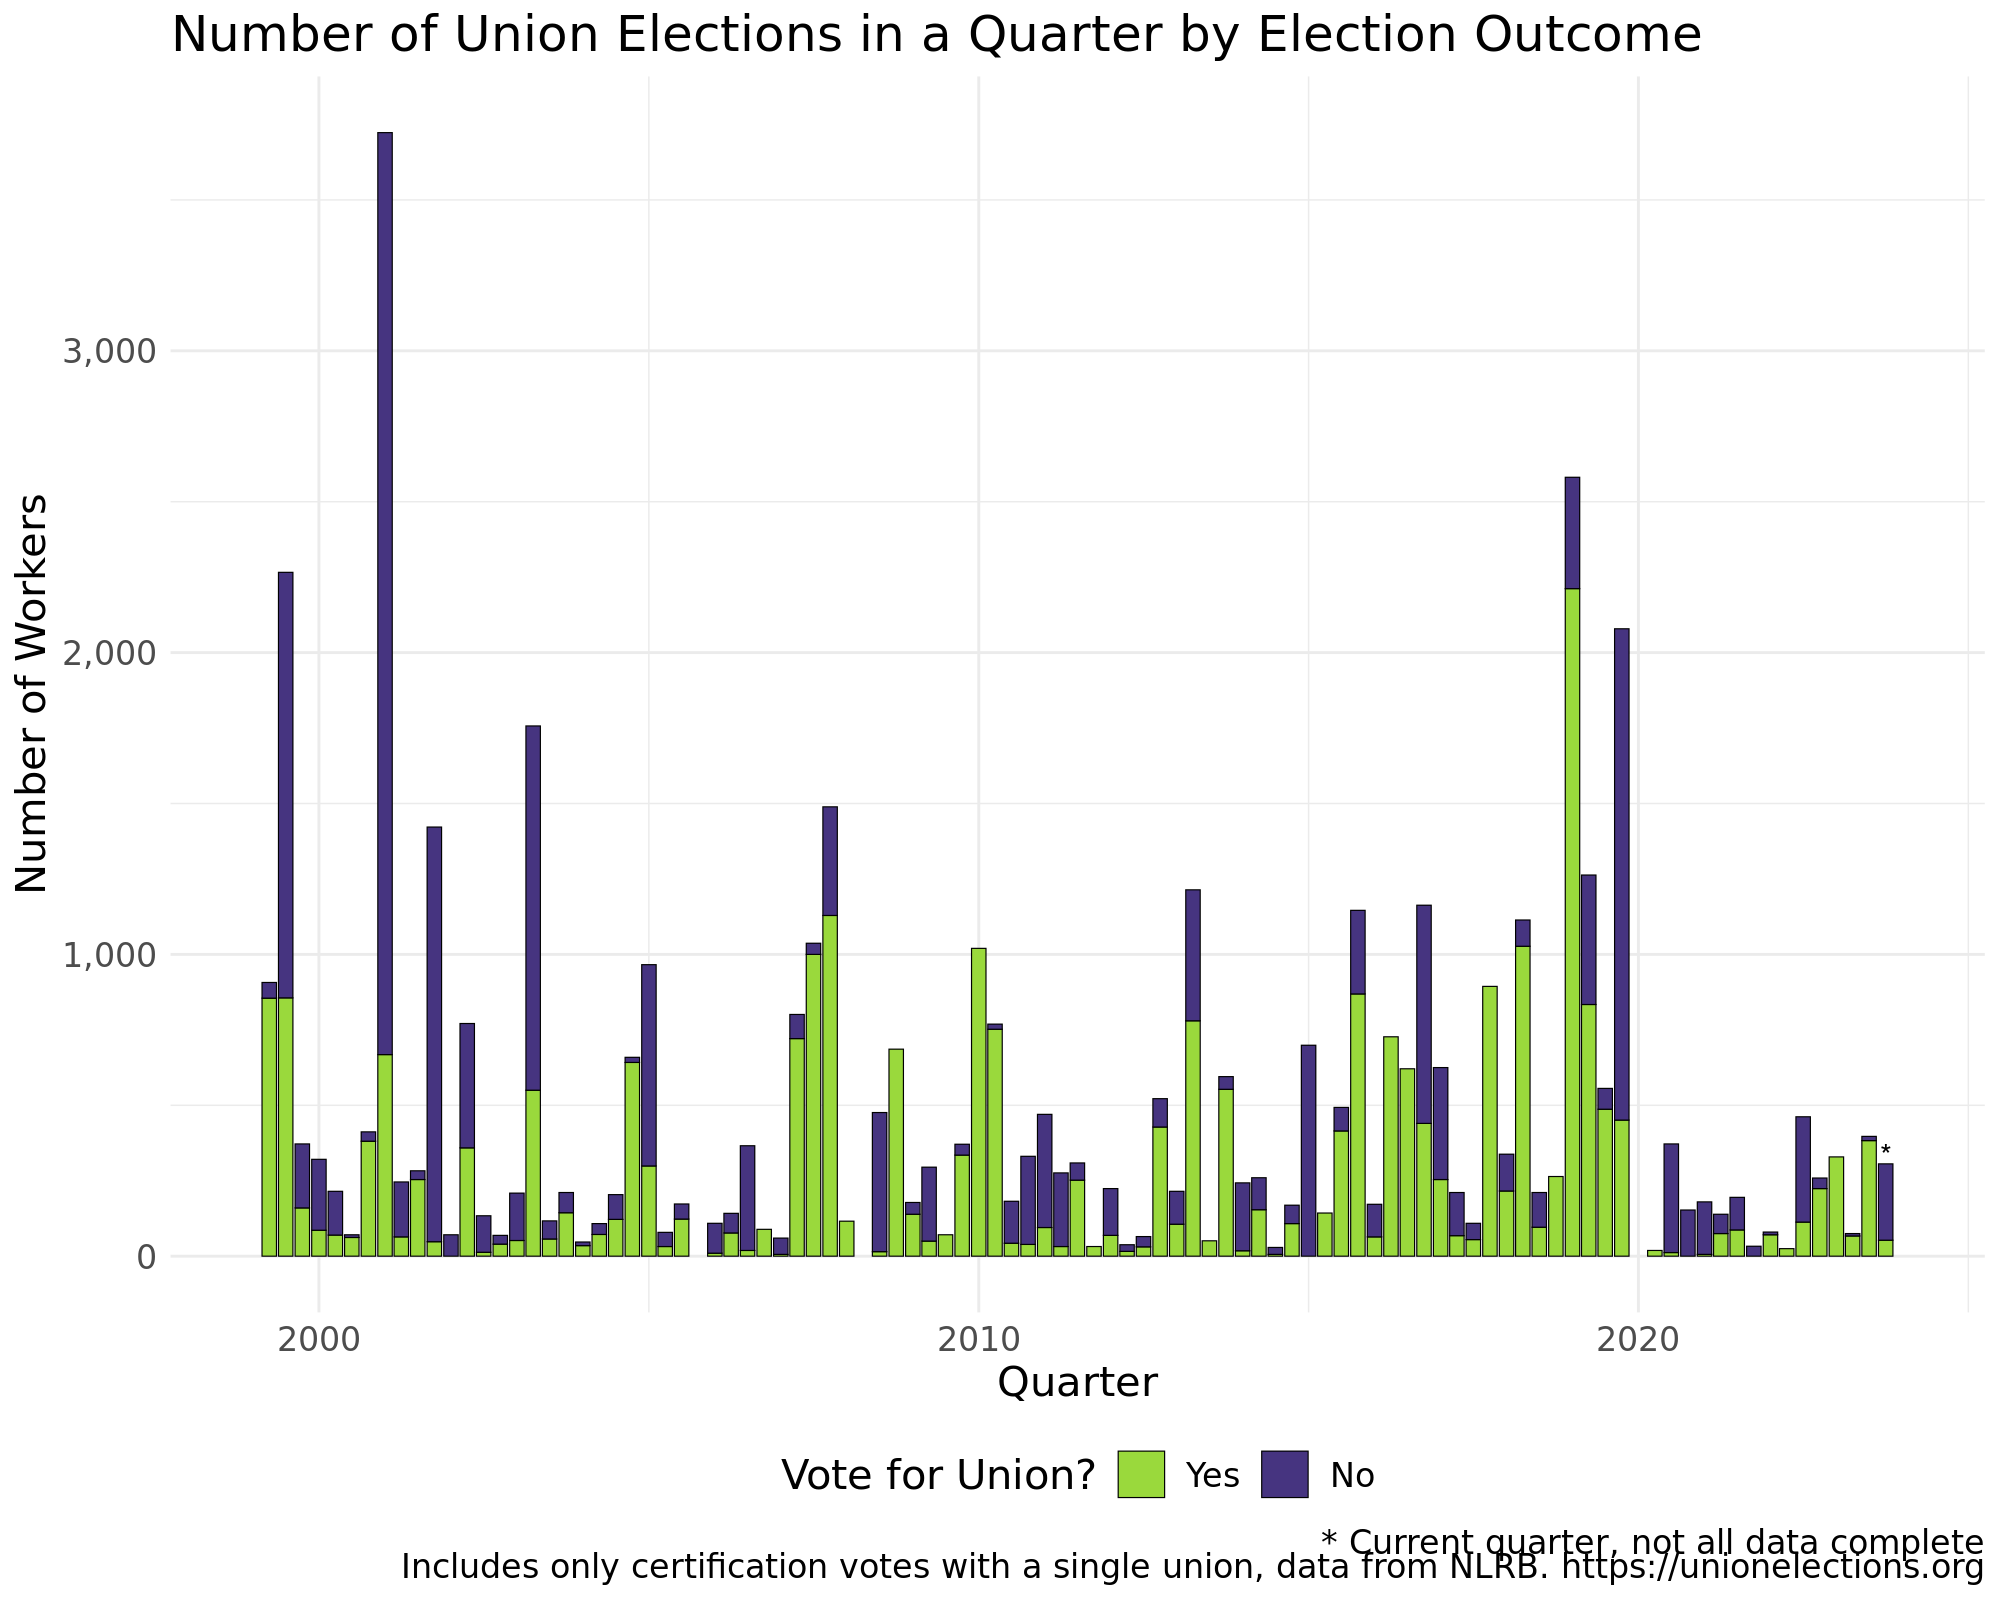 Number of Union Elections in a Quarter by Election Outcome
Number of Workers
3,000
2,000
1,000
0
*
2000 2010 2020
Quarter
Vote for Union? Yes No
* Current quarter, not all data complete
Includes only certification votes with a single union, data from NLRB. https://unionelections.org